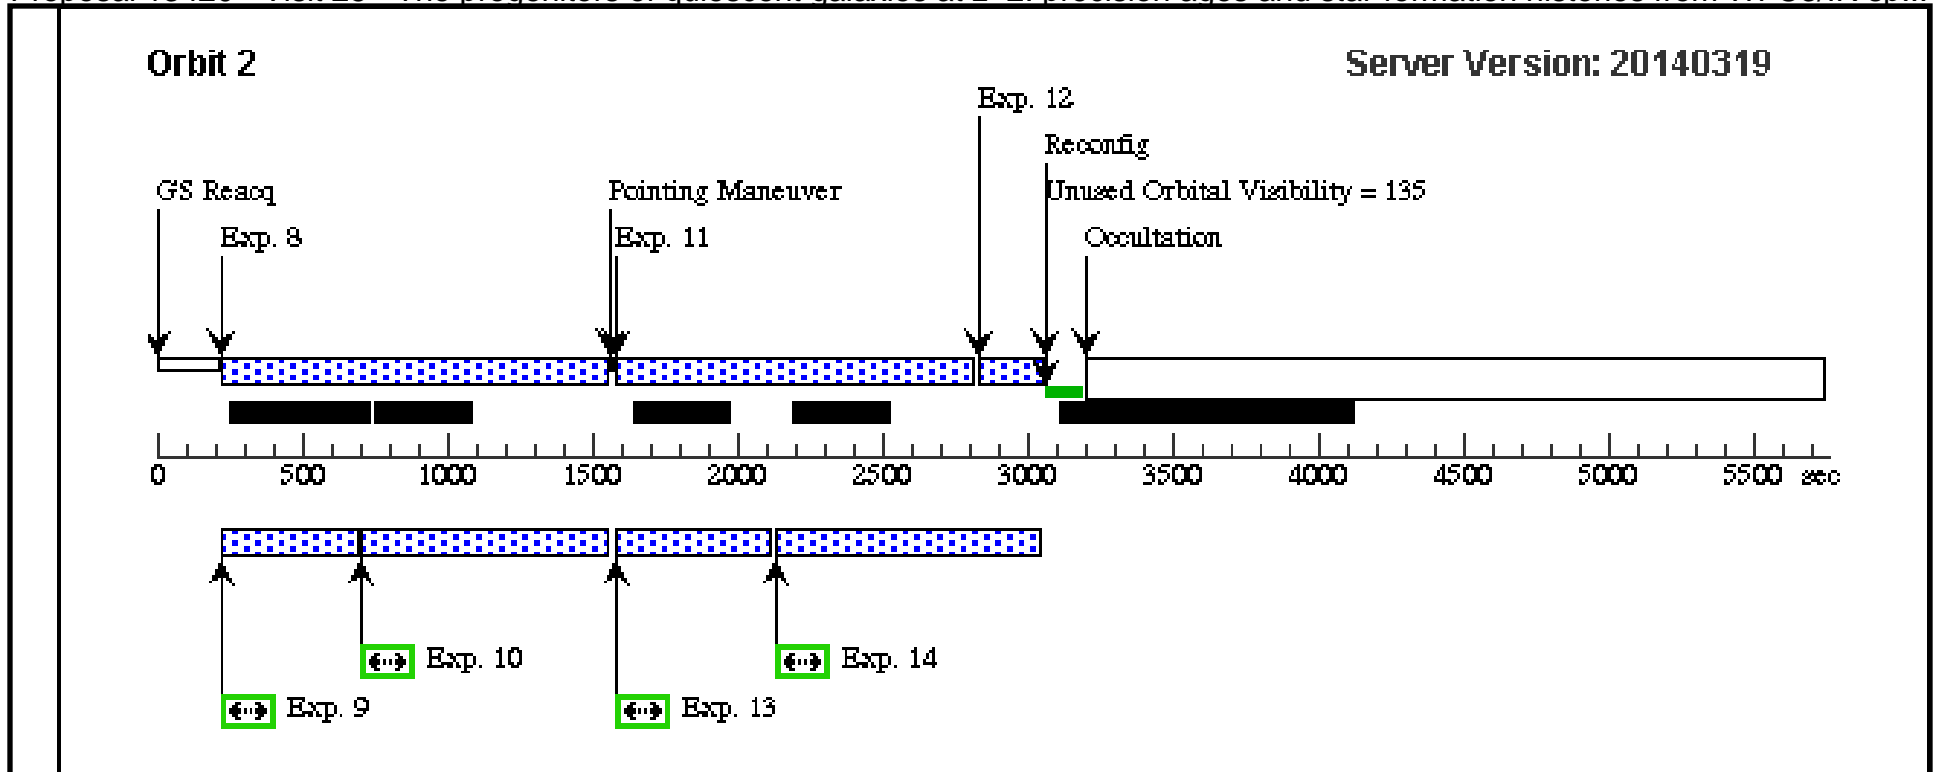 Orbit 2
Server Version: 20140319
Exp. 12
Reconfig
GS Reacq
Pointing Maneuver
Unused Orbital Visibility = 135
Exp. 8
Exp. 11
Occultation
0 500 1000 1500 2000 2500 3000 3500 4000 4500 5000 5500 sec
Exp. 10
Exp. 14
Exp. 9
Exp. 13